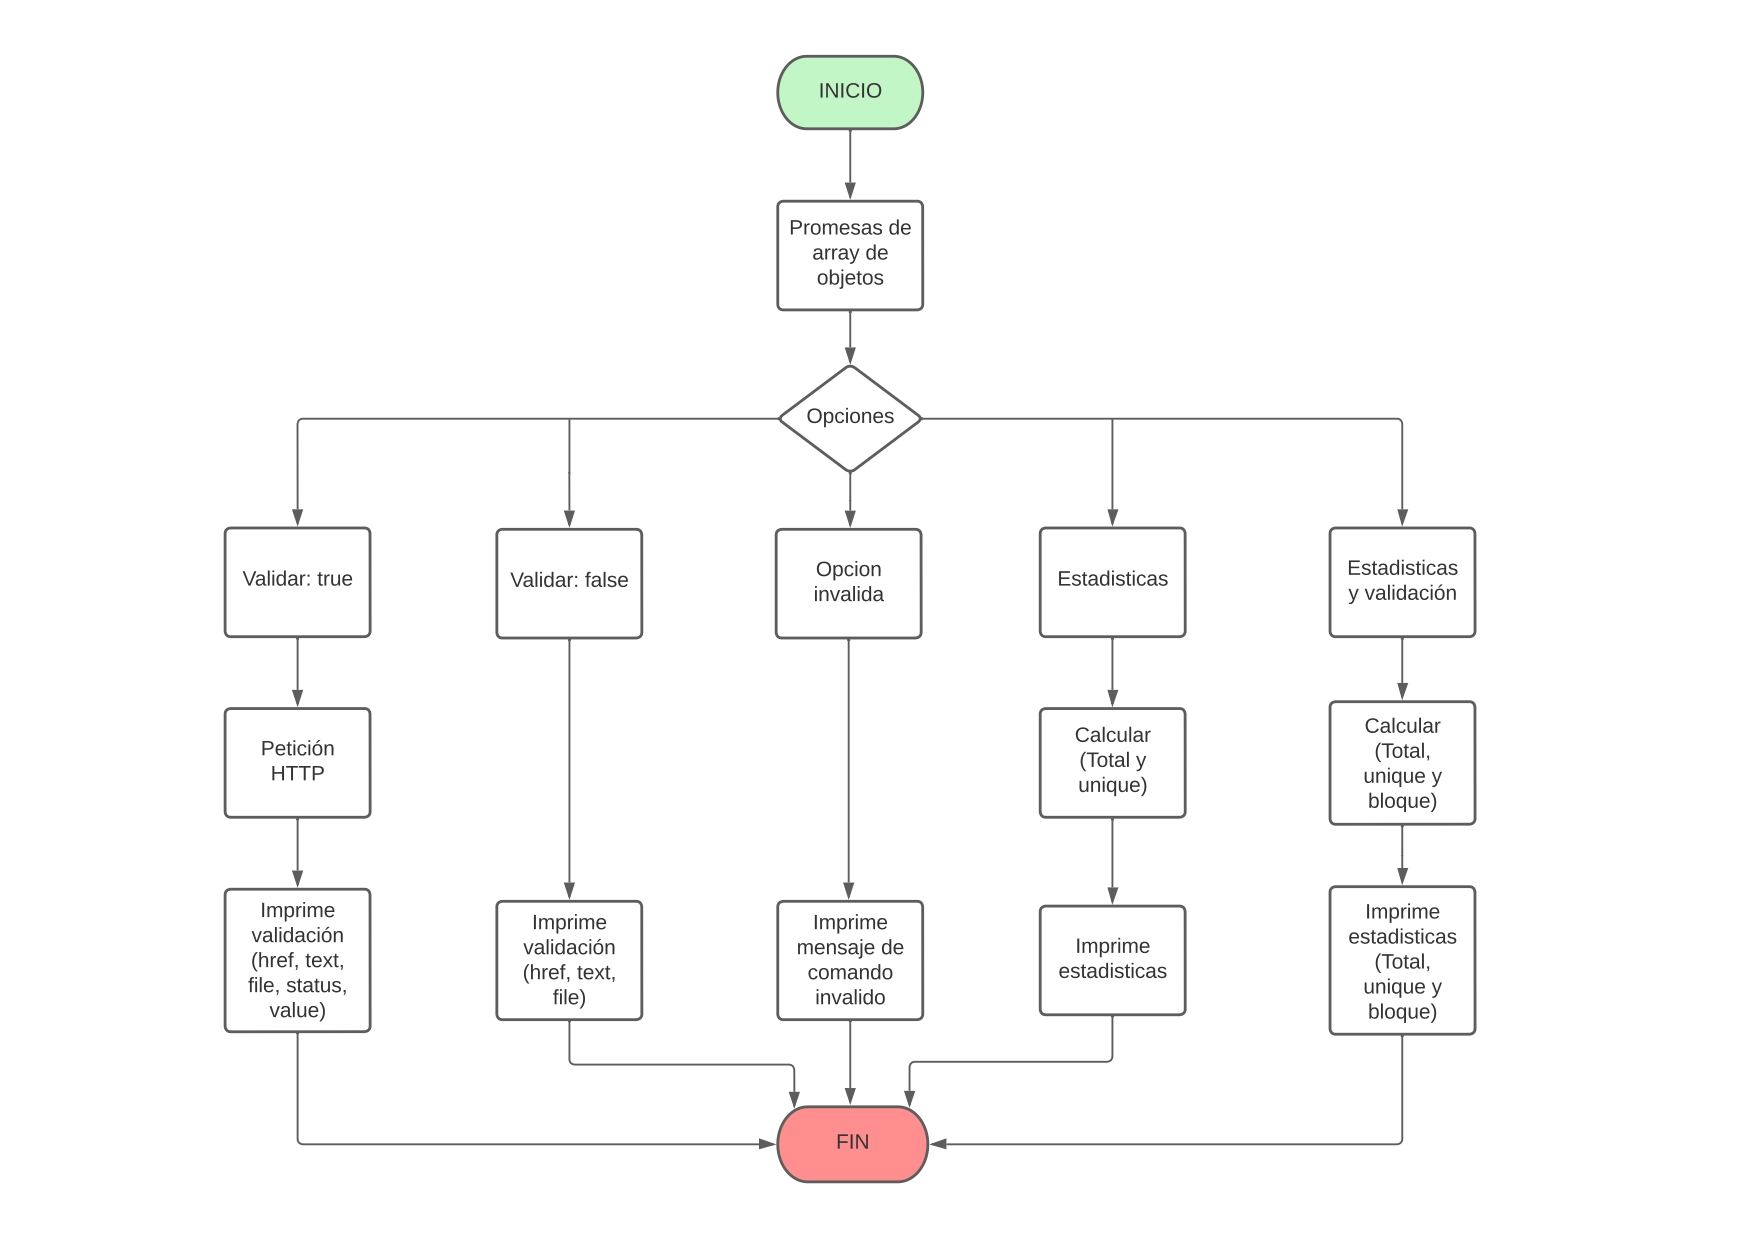 INICIO
Promesas de
array de
objetos
Opciones
Validar: true
Validar: false
Opcion
invalida
Estadisticas
Estadisticas
y validación
Petición
HTTP
Calcular
(Total y
unique)
Calcular
(Total,
unique y
bloque)
Imprime
validación
(href, text,
file, status,
value)
Imprime
validación
(href, text,
file)
Imprime
mensaje de
comando
invalido
Imprime
estadisticas
Imprime
estadisticas
(Total,
unique y
bloque)
FIN